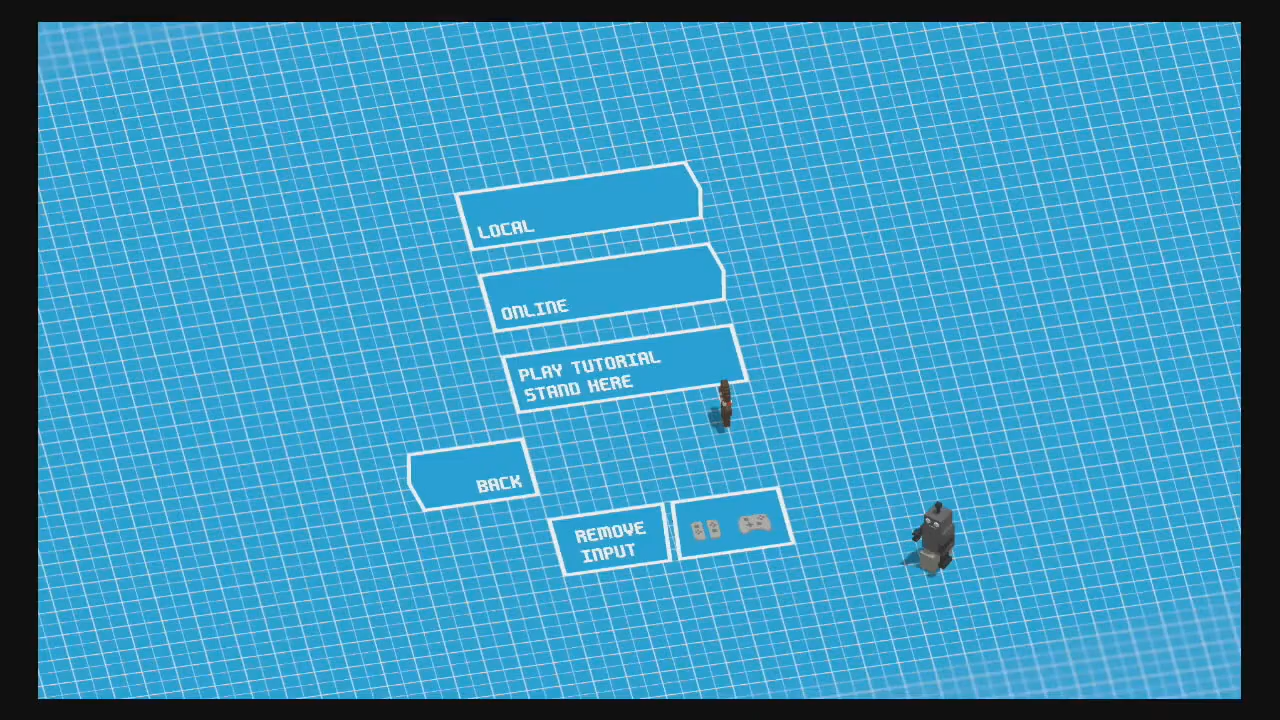 LOCAL
ONLINE
PLAY TUTORIAL
STAND HERE
BACK
REMOVE
INPUT